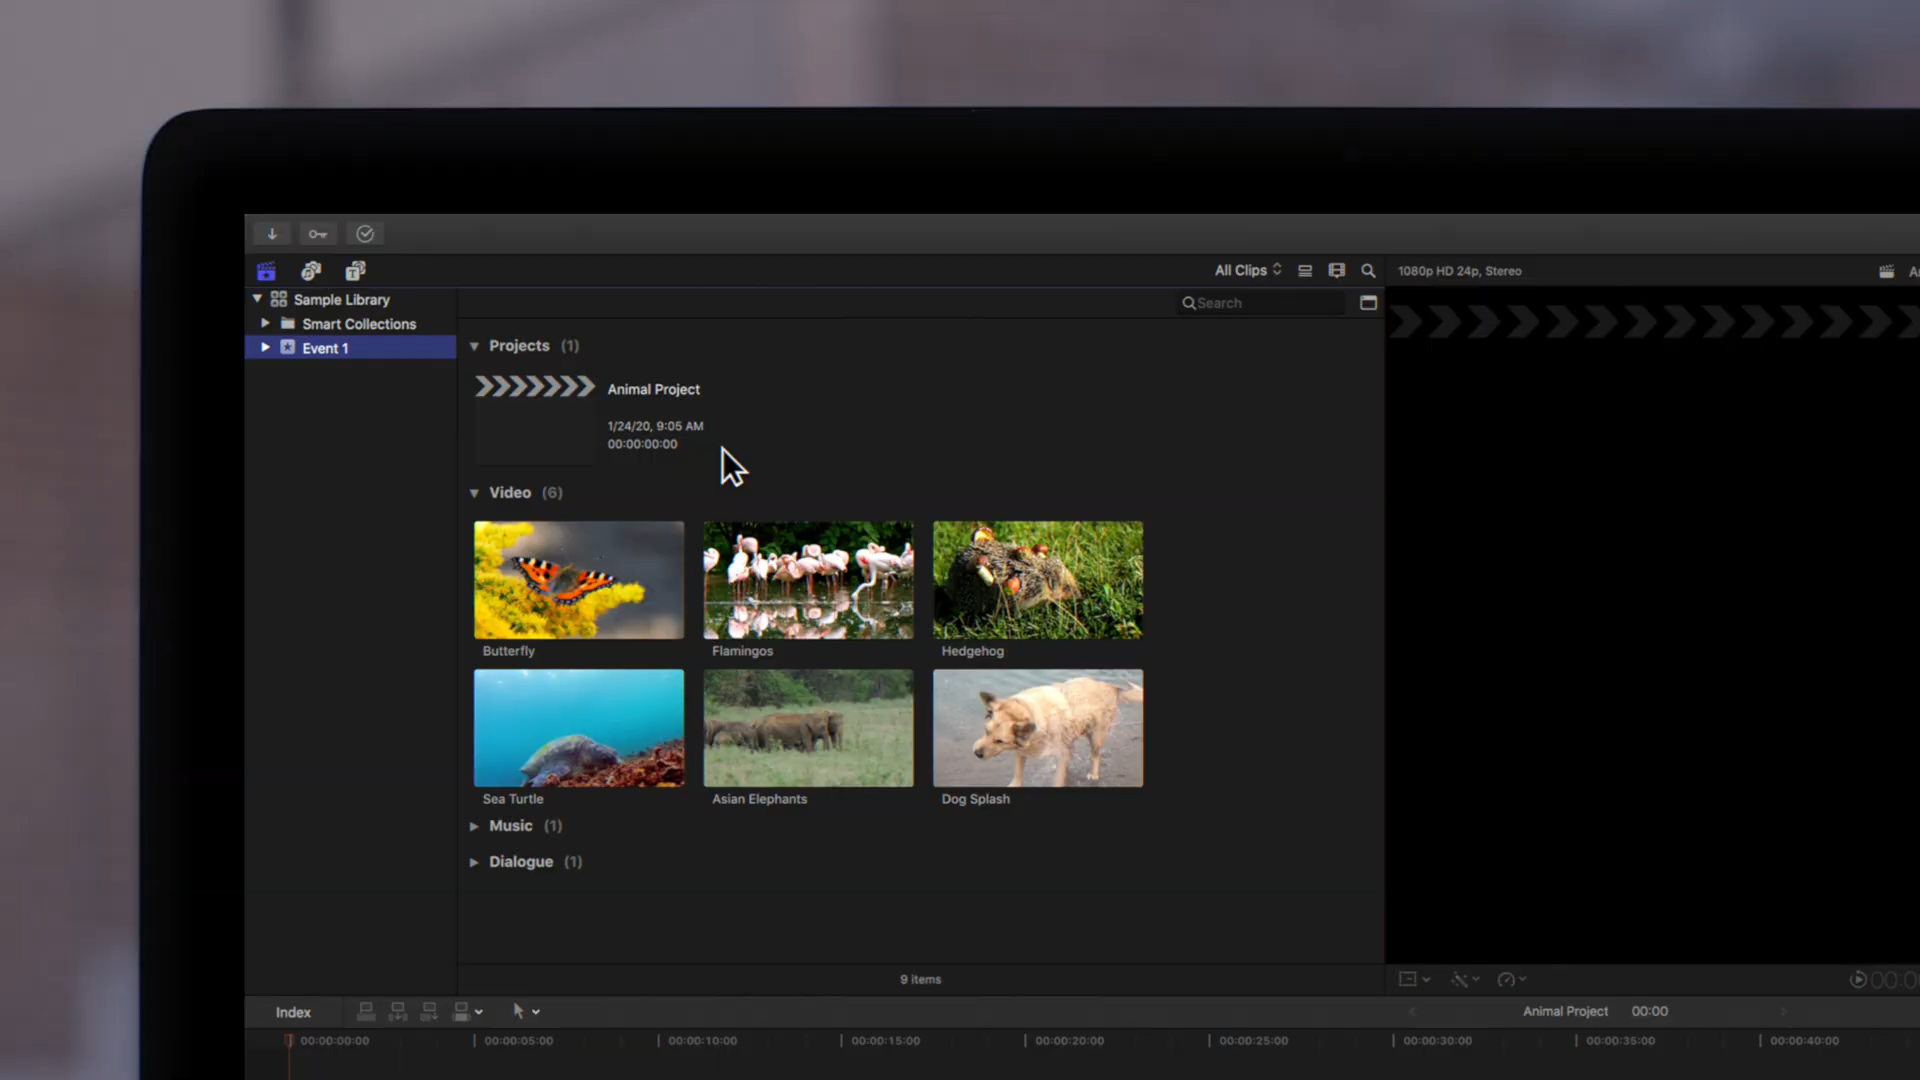 All Clips
1080p HD 24p, Stereo
Sample Library
Search
Smart Collections
Event 1
Projects (1)
Animal Project
1/24/20, 9:05 AM
00:00:00:00
Video (6)
Butterfly
Flamingos
Hedgehog
Sea Turtle
Asian Elephants
Dog Splash
Music (1)
Dialogue (1)
9 items
Index
Animal Project 00:00
00:00:00:00 00:00:05:00 00:00:10:00 00:00:15:00 00:00:20:00 00:00:25:00 00:00:30:00 00:00:35:00 00:00:40:00